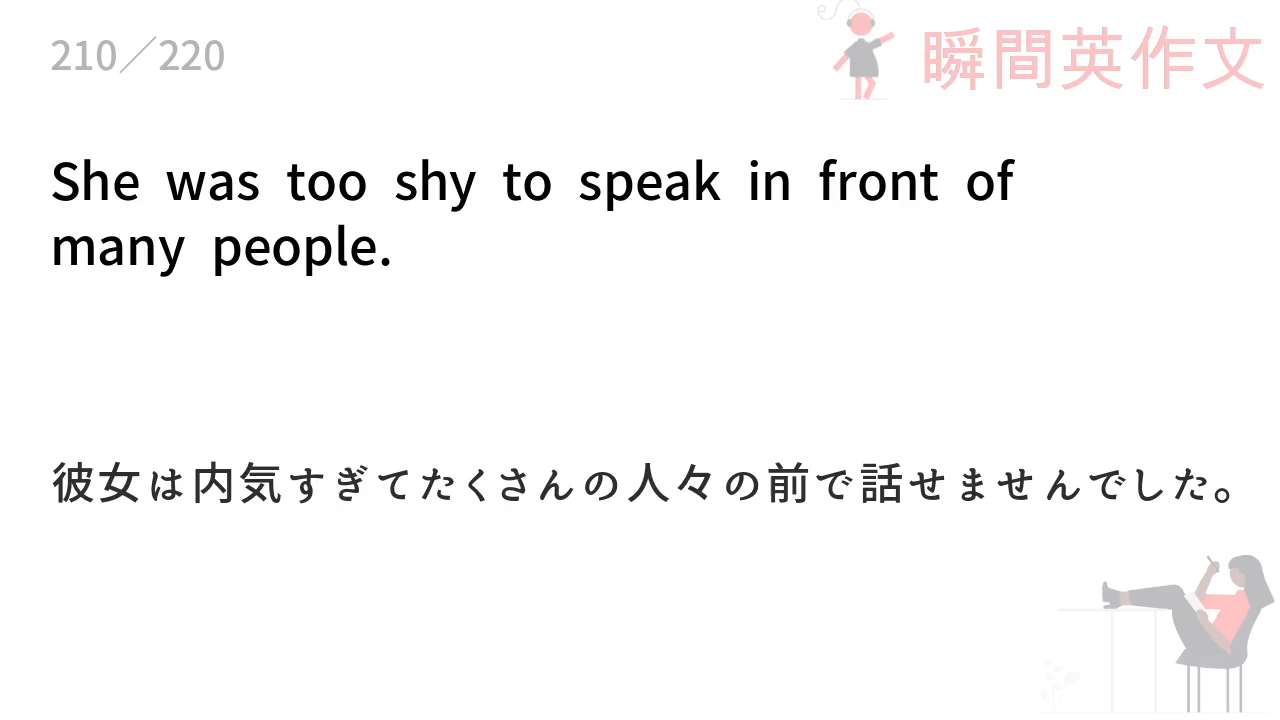 210／220
瞬間英作文
She was too shy to speak in front of
many people.
彼女は内気すぎてたくさんの人々の前で話せませんでした。